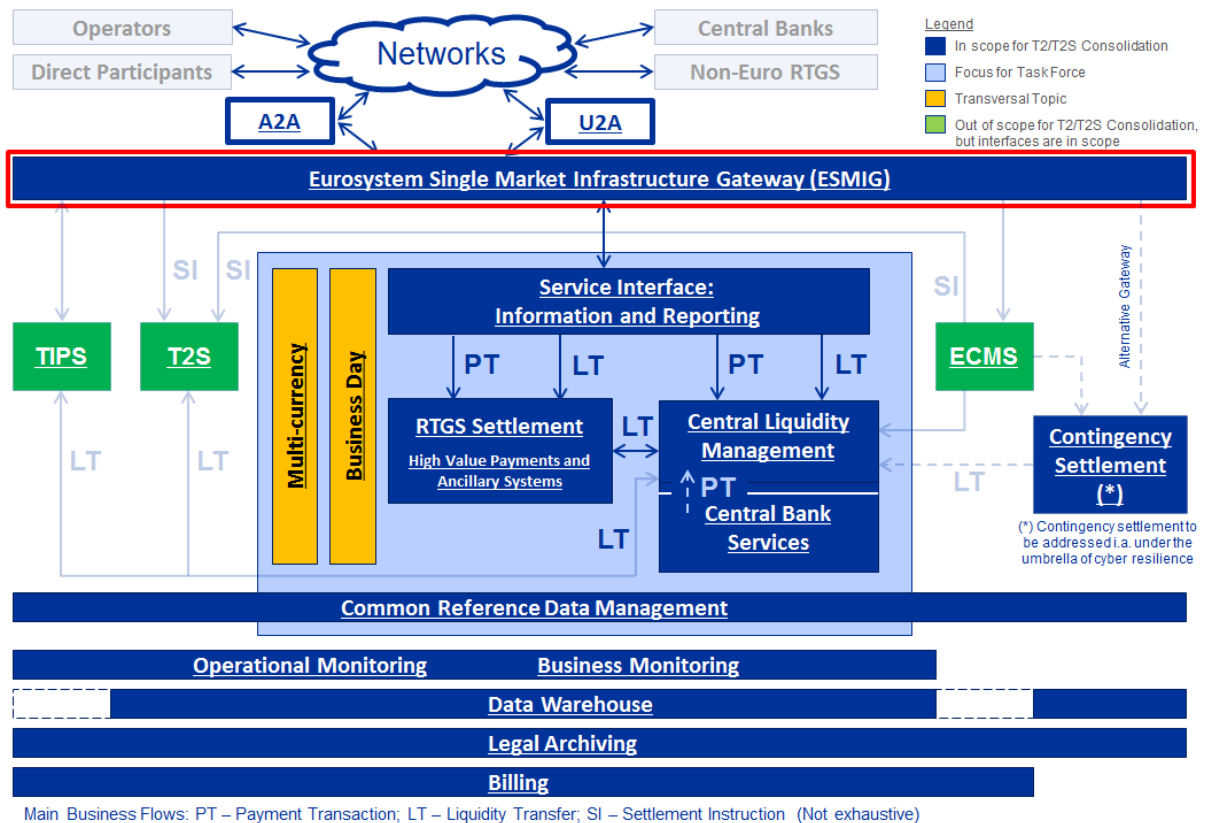 Operators
Direct Participants
Networks
Central Banks
Non-Euro RTGS
Legend
In scope for T2/T2S Consolidation
Focus for Task Force
Transversal Topic
Out of scope for T2/T2S Consolidation,
but interfaces are in scope
A2A
U2A
Eurosystem Single Market Infrastructure Gateway (ESMIG)
SI
SI
SI
Alternative Gateway
TIPS
T2S
ECMS
Multi-currency
Business Day
Service Interface:
Information and Reporting
PT
LT
PT
LT
RTGS Settlement
High Value Payments and
Ancillary Systems
LT
Central Liquidity
Management
PT
Central Bank
Services
LT
LT
LT
LT
Contingency
Settlement
(*)
(*) Contingency settlement to
be addressed i.a. under the
umbrella of cyber resilience
Common Reference Data Management
Operational Monitoring
Business Monitoring
Data Warehouse
Legal Archiving
Billing
Main Business Flows: PT – Payment Transaction; LT – Liquidity Transfer; SI – Settlement Instruction (Not exhaustive)